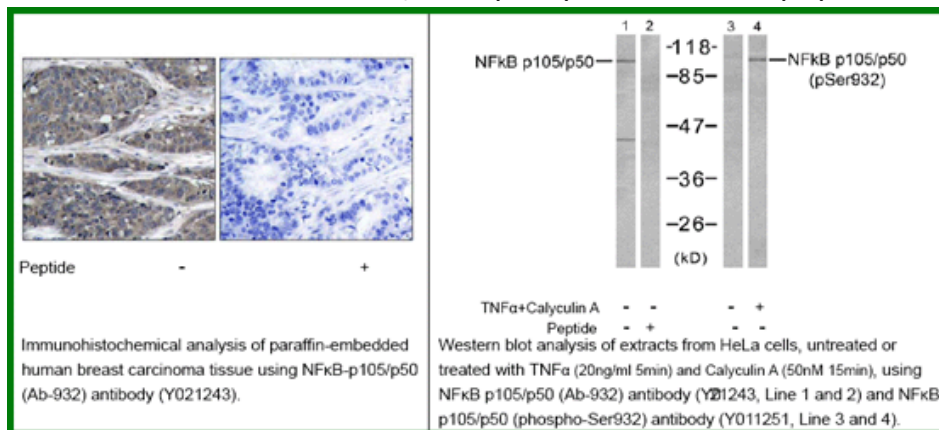 Peptide - +
Immunohistochemical analysis of paraffin-embedded
human breast carcinoma tissue using NFκB-p105/p50
(Ab-932) antibody (Y021243).
1 2 3 4
-118-
NFkB p105/p50
NFkB p105/p50
(pSer932)
-85-
-47-
-36-
-26-
(kD)
TNFα+Calyculin A - - - +
Peptide - + - -
Western blot analysis of extracts from HeLa cells, untreated or
treated with TNFα (20ng/ml 5min) and Calyculin A (50nM 15min), using
NFκB p105/p50 (Ab-932) antibody ( 1243, Line 1 and 2) and NFκB
p105/p50 (phospho-Ser932) antibody (Y011251, Line 3 and 4).